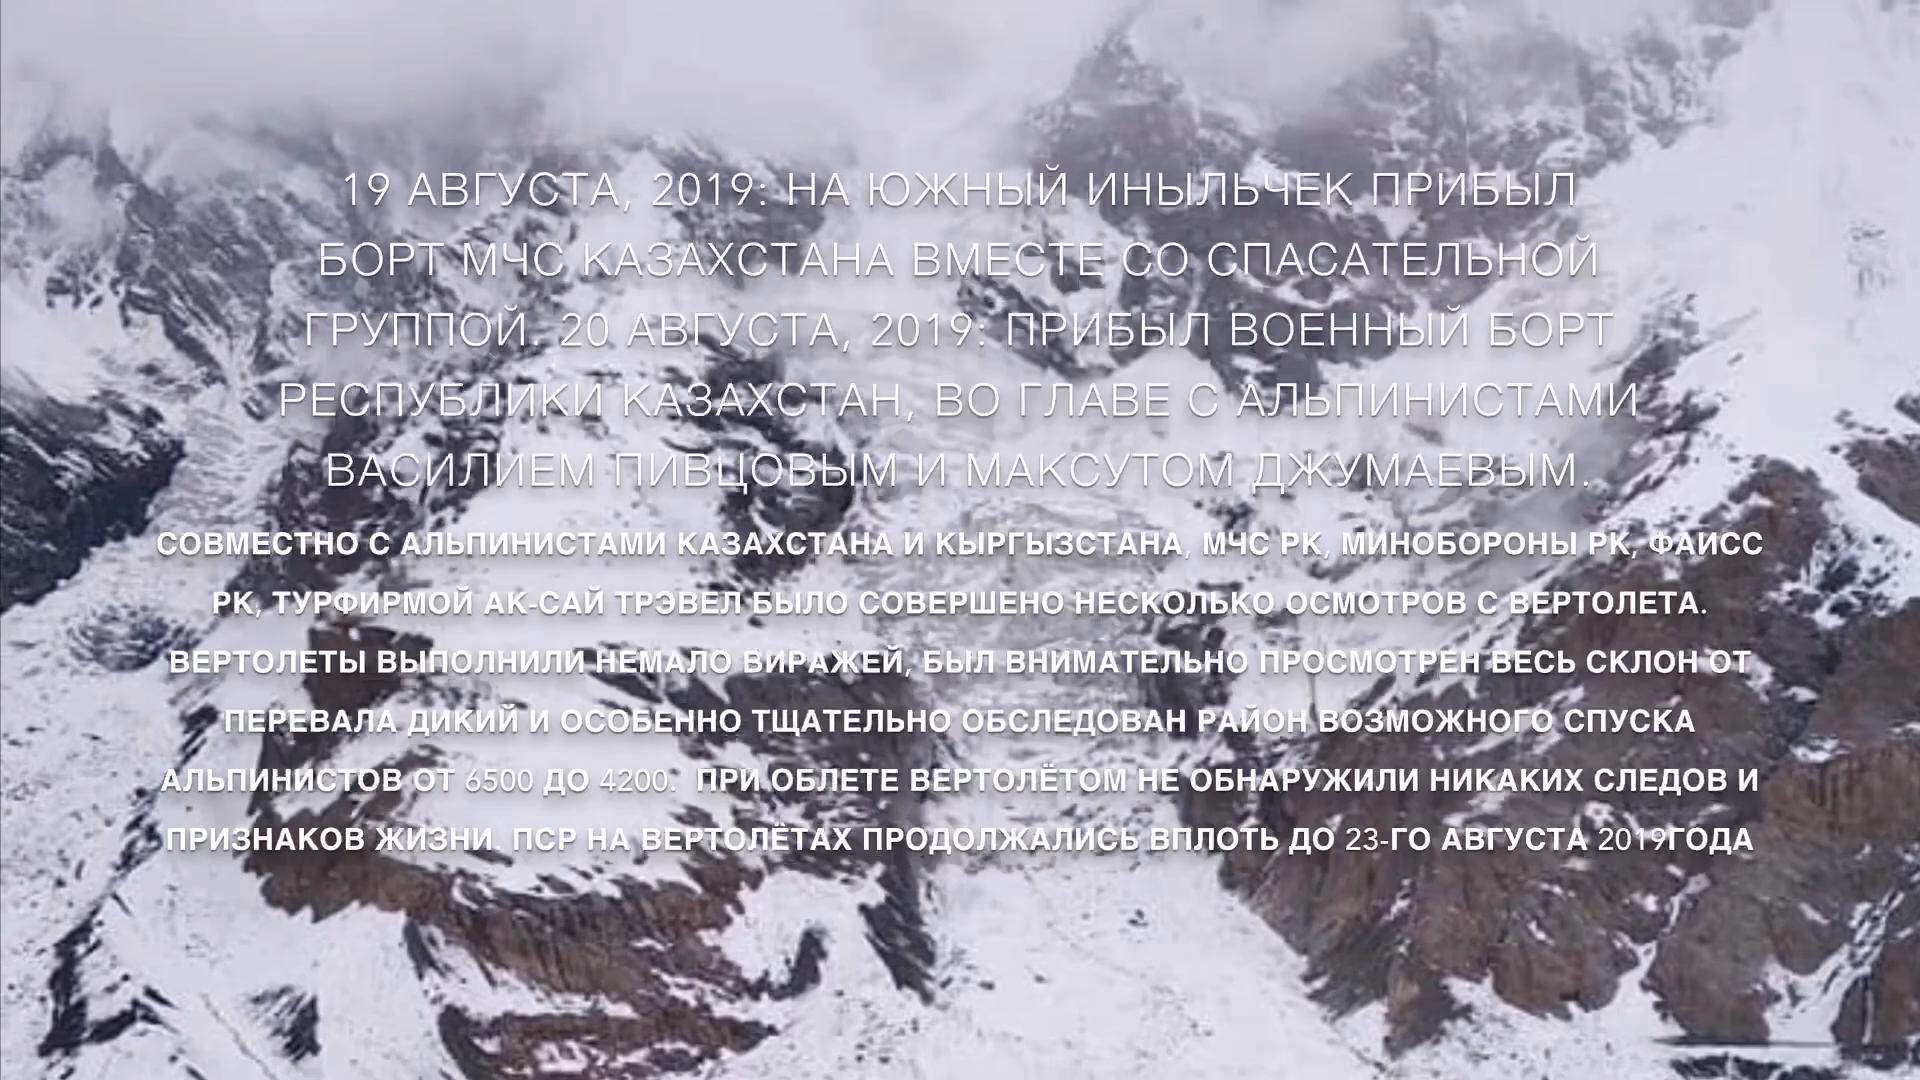 19 АВГУСТА, 2019: НА ЮЖНЫЙ ИНЫЛЬЧЕК ПРИБЫЛ
БОРТ МЧС КАЗАХСТАНА ВМЕСТЕ СО СПАСАТЕЛЬНОЙ
ГРУППОЙ. 20 АВГУСТА, 2019: ПРИБЫЛ ВОЕННЫЙ БОРТ
РЕСПУБЛИКИ КАЗАХСТАН, ВО ГЛАВЕ С АЛЬПИНИСТАМИ
ВАСИЛИЕМ ПИВЦОВЫМ И МАКСУТОМ ДЖУМАЕВЫМ.
СОВМЕСТНО С АЛЬПИНИСТАМИ КАЗАХСТАНА И КЫРГЫЗСТАНА, МЧС РК, МИНОБОРОНЫ РК, ФАИСС
РК, ТУРФИРМОЙ АК-САЙ ТРЭВЕЛ БЫЛО СОВЕРШЕНО НЕСКОЛЬКО ОСМОТРОВ С ВЕРТОЛЕТА.
ВЕРТОЛЕТЫ ВЫПОЛНИЛИ НЕМАЛО ВИРАЖЕЙ, БЫЛ ВНИМАТЕЛЬНО ПРОСМОТРЕН ВЕСЬ СКЛОН ОТ
ПЕРЕВАЛА ДИКИЙ И ОСОБЕННО ТЩАТЕЛЬНО ОБСЛЕДОВАН РАЙОН ВОЗМОЖНОГО СПУСКА
АЛЬПИНИСТОВ ОТ 6500 ДО 4200. ПРИ ОБЛЕТЕ ВЕРТОЛЁТОМ НЕ ОБНАРУЖИЛИ НИКАКИХ СЛЕДОВ И
ПРИЗНАКОВ ЖИЗНИ. ПСР НА ВЕРТОЛЁТАХ ПРОДОЛЖАЛИСЬ ВПЛОТЬ ДО 23-ГО АВГУСТА 2019ГОДА